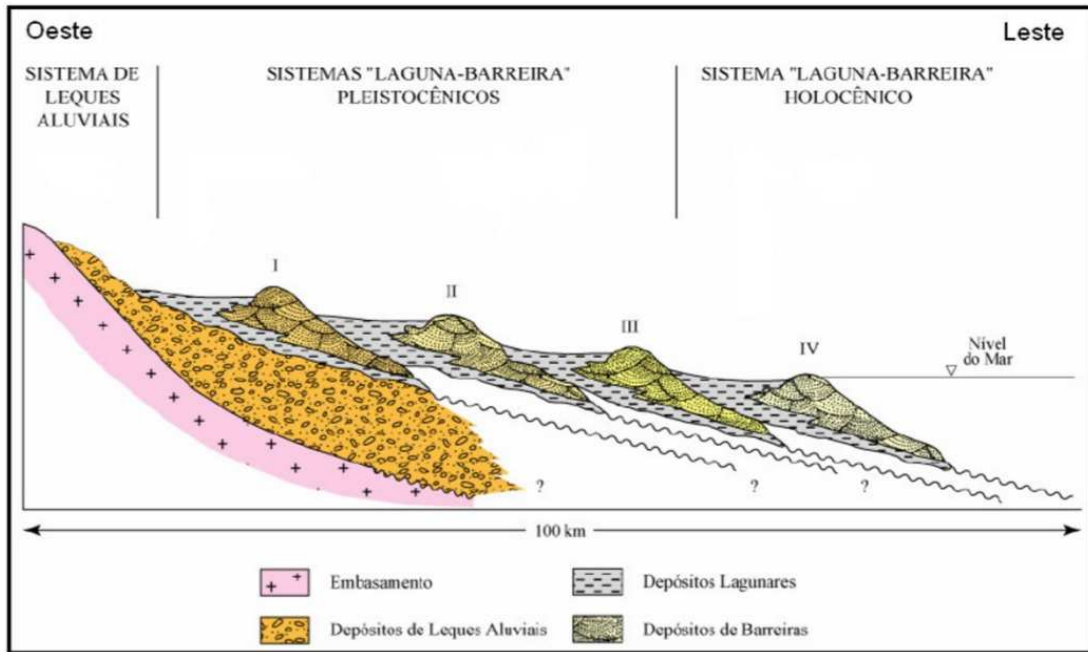 Oeste
Leste
SISTEMA DE
LEQUES
ALUVIAIS
SISTEMAS "LAGUNA-BARREIRA"
PLEISTOCÊNICOS
SISTEMA "LAGUNA-BARREIRA"
HOLOCÊNICO
I
II
III
IV
Nível
do Mar
?
?
?
100 km
Embasamento
Depósitos Lagunares
Depósitos de Leques Aluviais
Depósitos de Barreiras